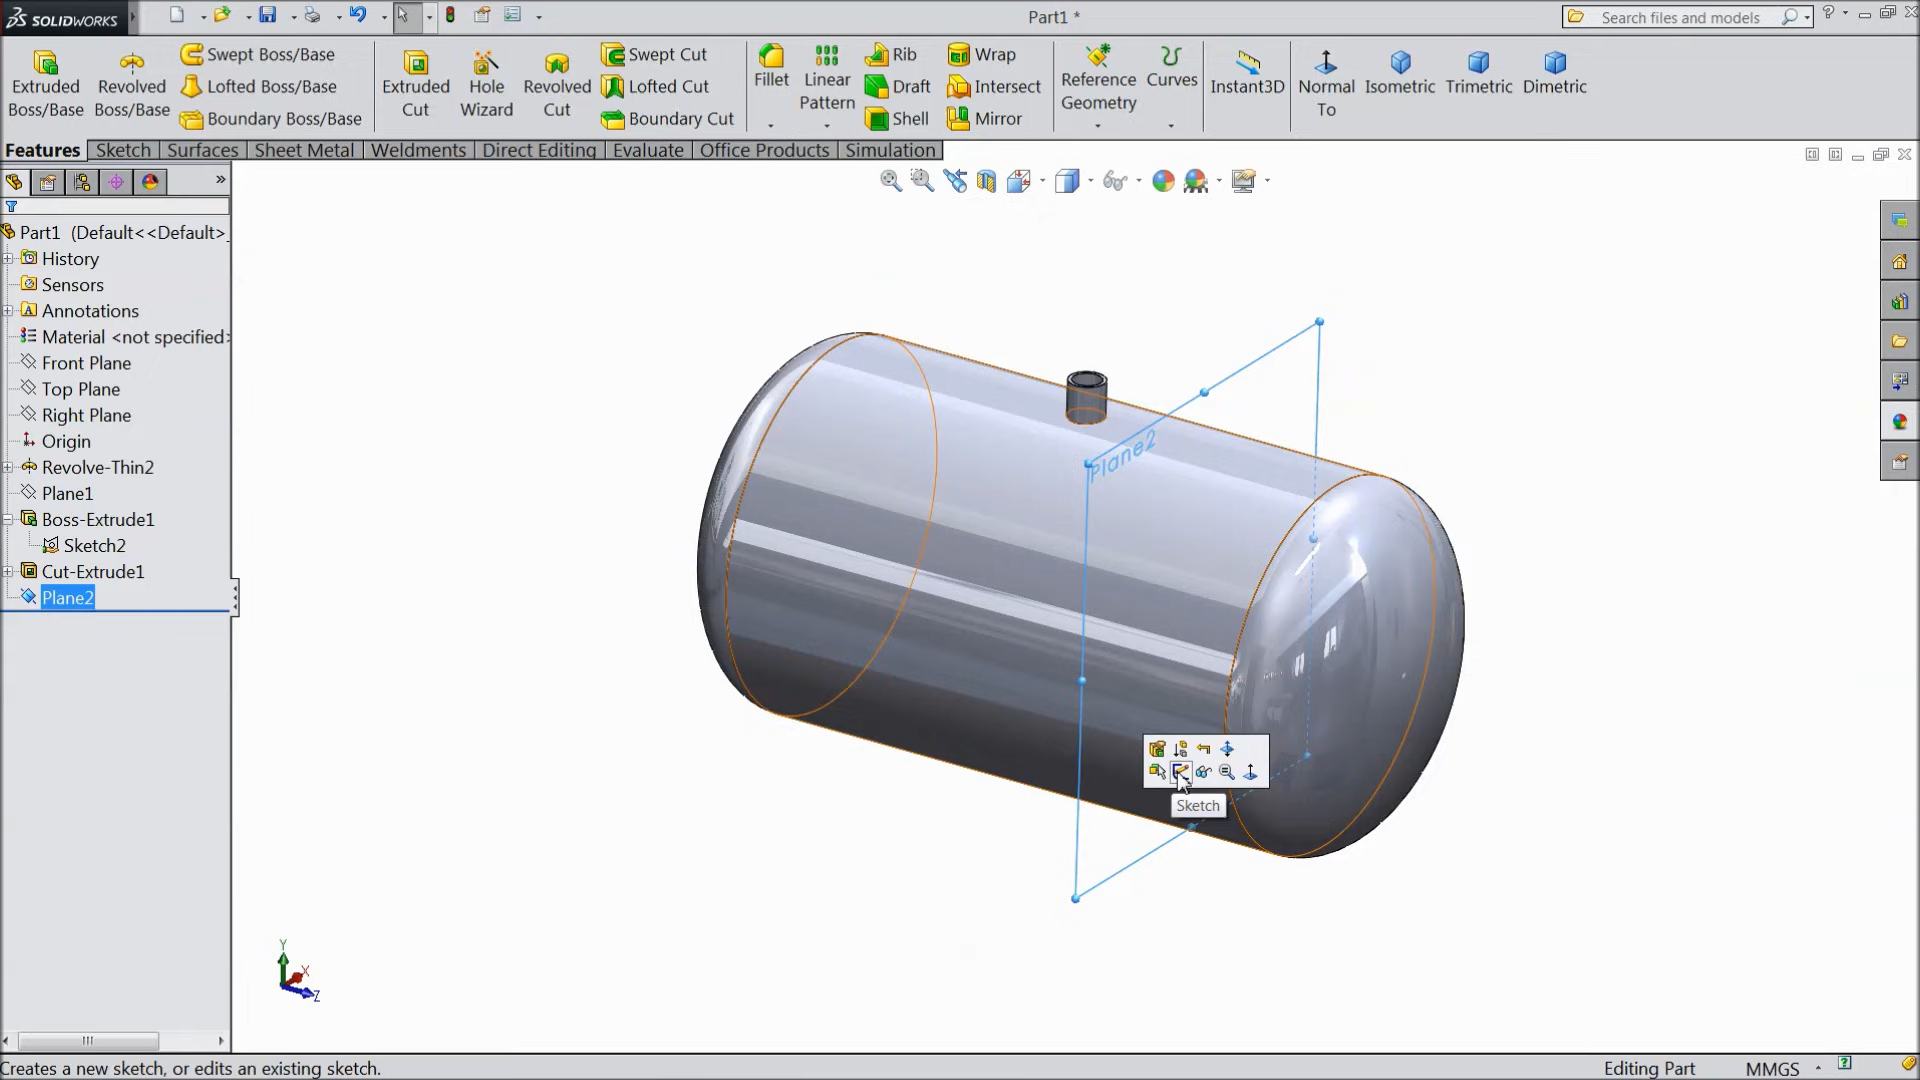 SOLIDWORKS
Part1 *
Search files and models
Extruded Boss/Base
Revolved Boss/Base
Swept Boss/Base
Lofted Boss/Base
Boundary Boss/Base
Extruded Cut
Hole Wizard
Revolved Cut
Swept Cut
Lofted Cut
Boundary Cut
Fillet
Linear Pattern
Rib
Draft
Shell
Wrap
Intersect
Mirror
Reference Geometry
Curves
Instant3D
Normal To
Isometric
Trimetric
Dimetric
Features
Sketch
Surfaces
Sheet Metal
Weldments
Direct Editing
Evaluate
Office Products
Simulation
Part1 (Default<<Default>_
History
Sensors
Annotations
Material <not specified>
Front Plane
Top Plane
Right Plane
Origin
Revolve-Thin2
Plane1
Boss-Extrude1
Sketch2
Cut-Extrude1
Plane2
Plane2
Sketch
Y
X
Z
Creates a new sketch, or edits an existing sketch.
Editing Part
MMGS